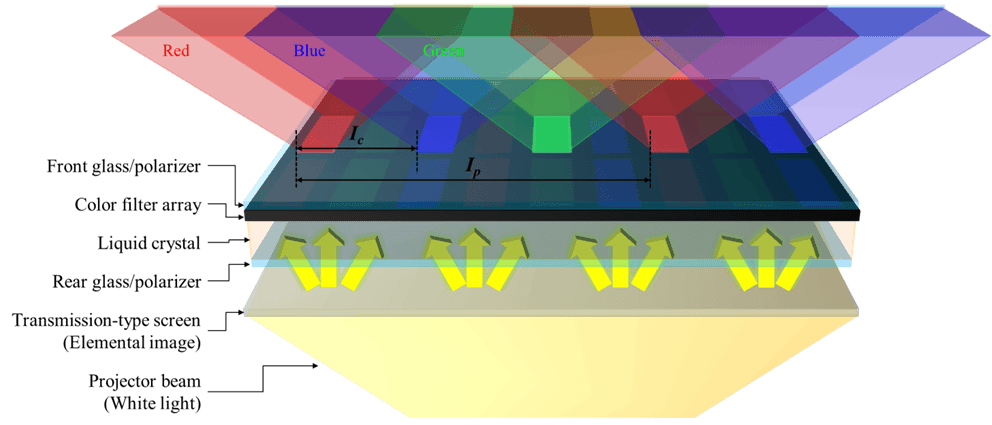 Red
Blue
Green
I_c
I_p
Front glass/polarizer
Color filter array
Liquid crystal
Rear glass/polarizer
Transmission-type screen
(Elemental image)
Projector beam
(White light)